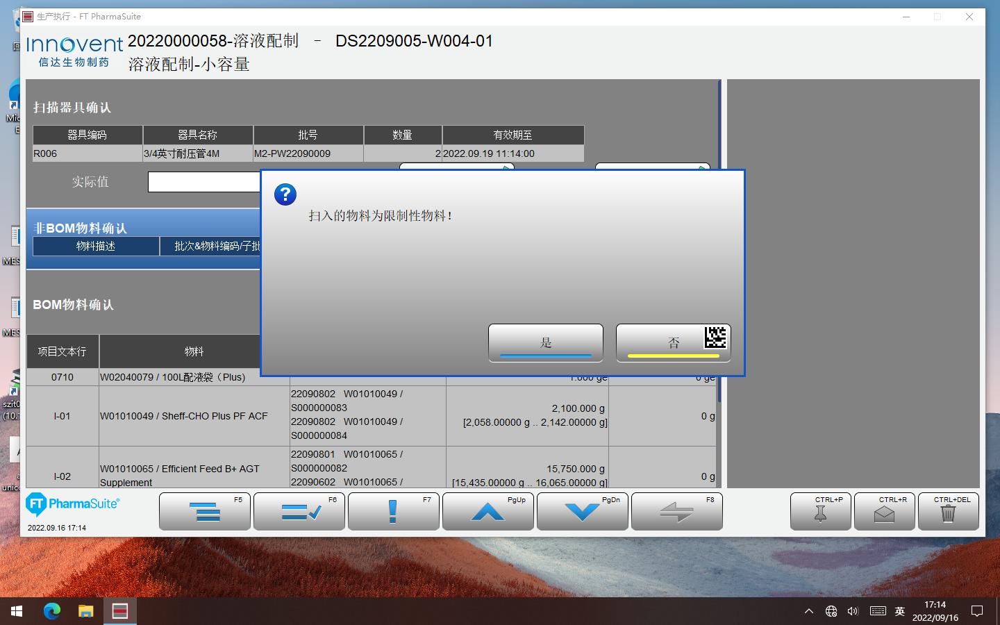 生产执行 - FT PharmaSuite
Innovent
信达生物制药
20220000058-溶液配制 - DS2209005-W004-01
溶液配制-小容量
扫描器具确认
器具编码 器具名称 批号 数量 有效期至
R006 3/4英寸耐压管4M M2-PW22090009 2 2022.09.19 11:14:00
实际值
扫入的物料为限制性物料！
是 否
非BOM物料确认
物料描述 批次&物料编码/子批
BOM物料确认
项目文本行 物料
0710 W02040079 / 100L配液袋（Plus) 1.000 ge 0 ge
I-01 W01010049 / Sheff-CHO Plus PF ACF
22090802 W01010049 /
S000000083
22090802 W01010049 /
S000000084
2,100.000 g
[2,058.00000 g .. 2,142.00000 g]
0 g
I-02 W01010065 / Efficient Feed B+ AGT
Supplement
22090801 W01010065 /
S000000082
22090602 W01010065 /
15,750.000 g
[15,435.00000 g .. 16,065.00000 g]
0 g
FT PharmaSuite
2022.09.16 17:14
F5 F6 F7 PgUp PgDn F8 CTRL+P CTRL+R CTRL+DEL
MES
MES
szit0
(10.
unic
英
17:14
2022/09/16